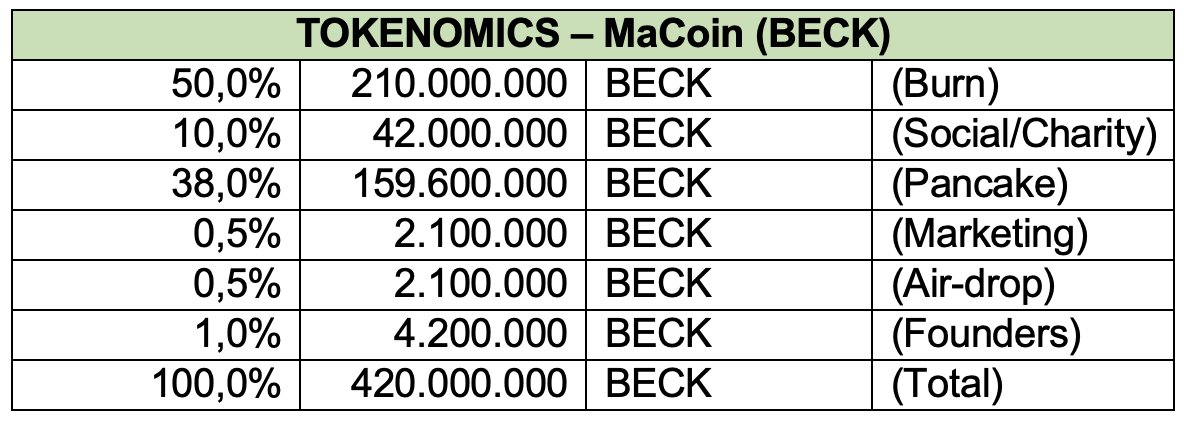 TOKENOMICS – MaCoin (BECK)
50,0% 210.000.000 BECK (Burn)
10,0% 42.000.000 BECK (Social/Charity)
38,0% 159.600.000 BECK (Pancake)
0,5% 2.100.000 BECK (Marketing)
0,5% 2.100.000 BECK (Air-drop)
1,0% 4.200.000 BECK (Founders)
100,0% 420.000.000 BECK (Total)